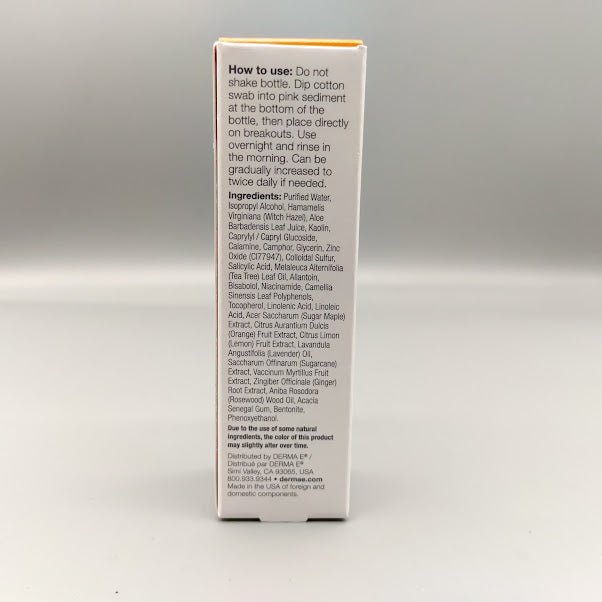 How to use: Do not
shake bottle. Dip cotton
swab into pink sediment
at the bottom of the
bottle, then place directly
on breakouts. Use
overnight and rinse in
the morning. Can be
gradually increased to
twice daily if needed.
Ingredients: Purified Water,
Isopropyl Alcohol, Hamamelis
Virginiana (Witch Hazel), Aloe
Barbadensis Leaf Juice, Kaolin,
Caprylyl / Capryl Glucoside,
Calamine, Camphor, Glycerin, Zinc
Oxide (CI77947), Colloidal Sulfur,
Salicylic Acid, Metaleuca Alternifolia
(Tea Tree) Leaf Oil, Allantoin,
Bisabolol, Niacinamide, Camellia
Sinensis Leaf Polyphenols,
Tocopherol, Linolenic Acid, Linoleic
Acid, Acer Saccharum (Sugar Maple)
Extract, Citrus Aurantium Dulcis
(Orange) Fruit Extract, Citrus Limon
(Lemon) Fruit Extract, Lavandula
Angustifolia (Lavender) Oil,
Saccharum Offinarum (Sugarcane)
Extract, Vaccinum Myrtillus Fruit
Extract, Zingiber Officinale (Ginger)
Root Extract, Aniba Rosodora
(Rosewood) Wood Oil, Acacia
Senegal Gum, Bentonite,
Phenoxyethanol.
Due to the use of some natural
ingredients, the color of this product
may slightly alter over time.
Distributed by DERMA E® /
Distribué par DERMA E®
Simi Valley, CA 93065, USA
800.933.9344 • dermae.com
Made in the USA of foreign and
domestic components.